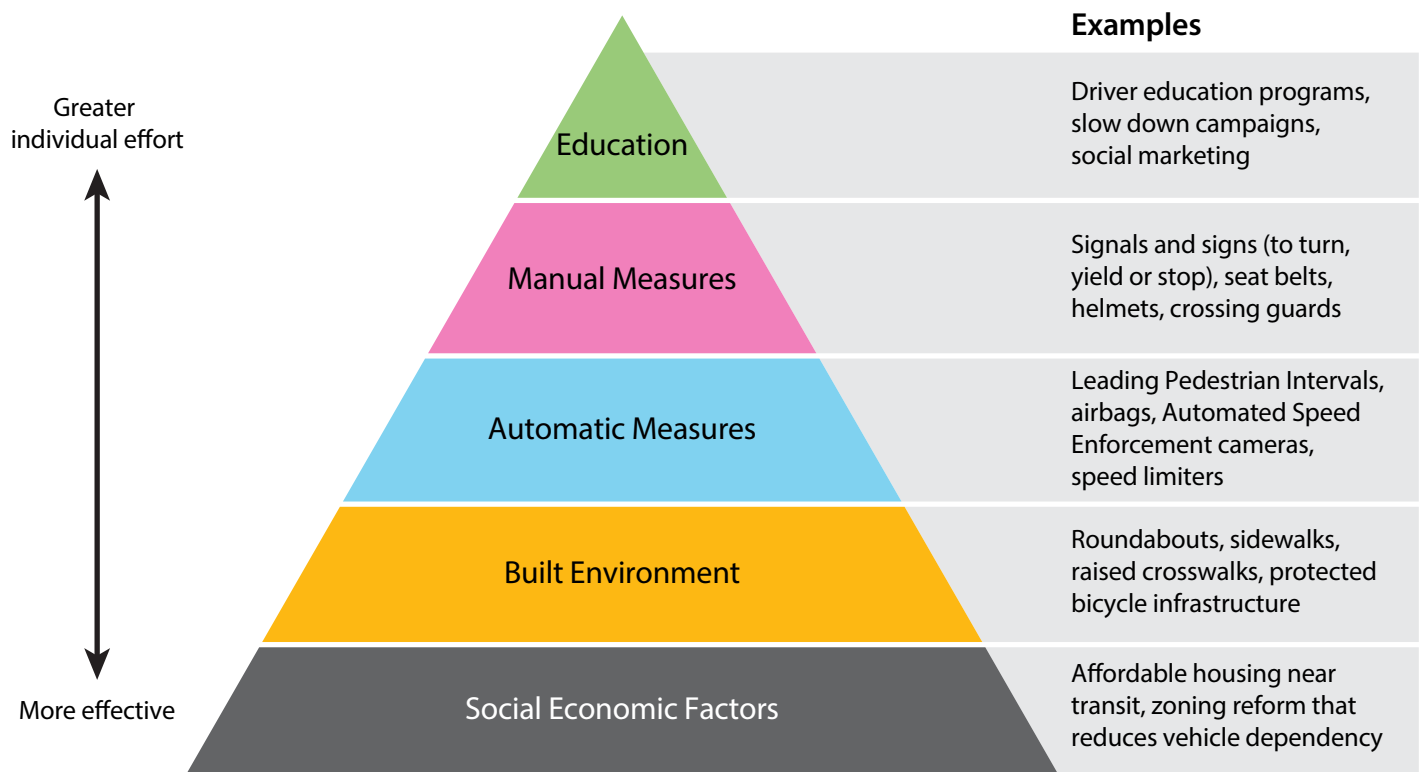 Examples
Greater
individual effort
More effective
Education
Driver education programs,
slow down campaigns,
social marketing
Manual Measures
Signals and signs (to turn,
yield or stop), seat belts,
helmets, crossing guards
Automatic Measures
Leading Pedestrian Intervals,
airbags, Automated Speed
Enforcement cameras,
speed limiters
Built Environment
Roundabouts, sidewalks,
raised crosswalks, protected
bicycle infrastructure
Social Economic Factors
Affordable housing near
transit, zoning reform that
reduces vehicle dependency